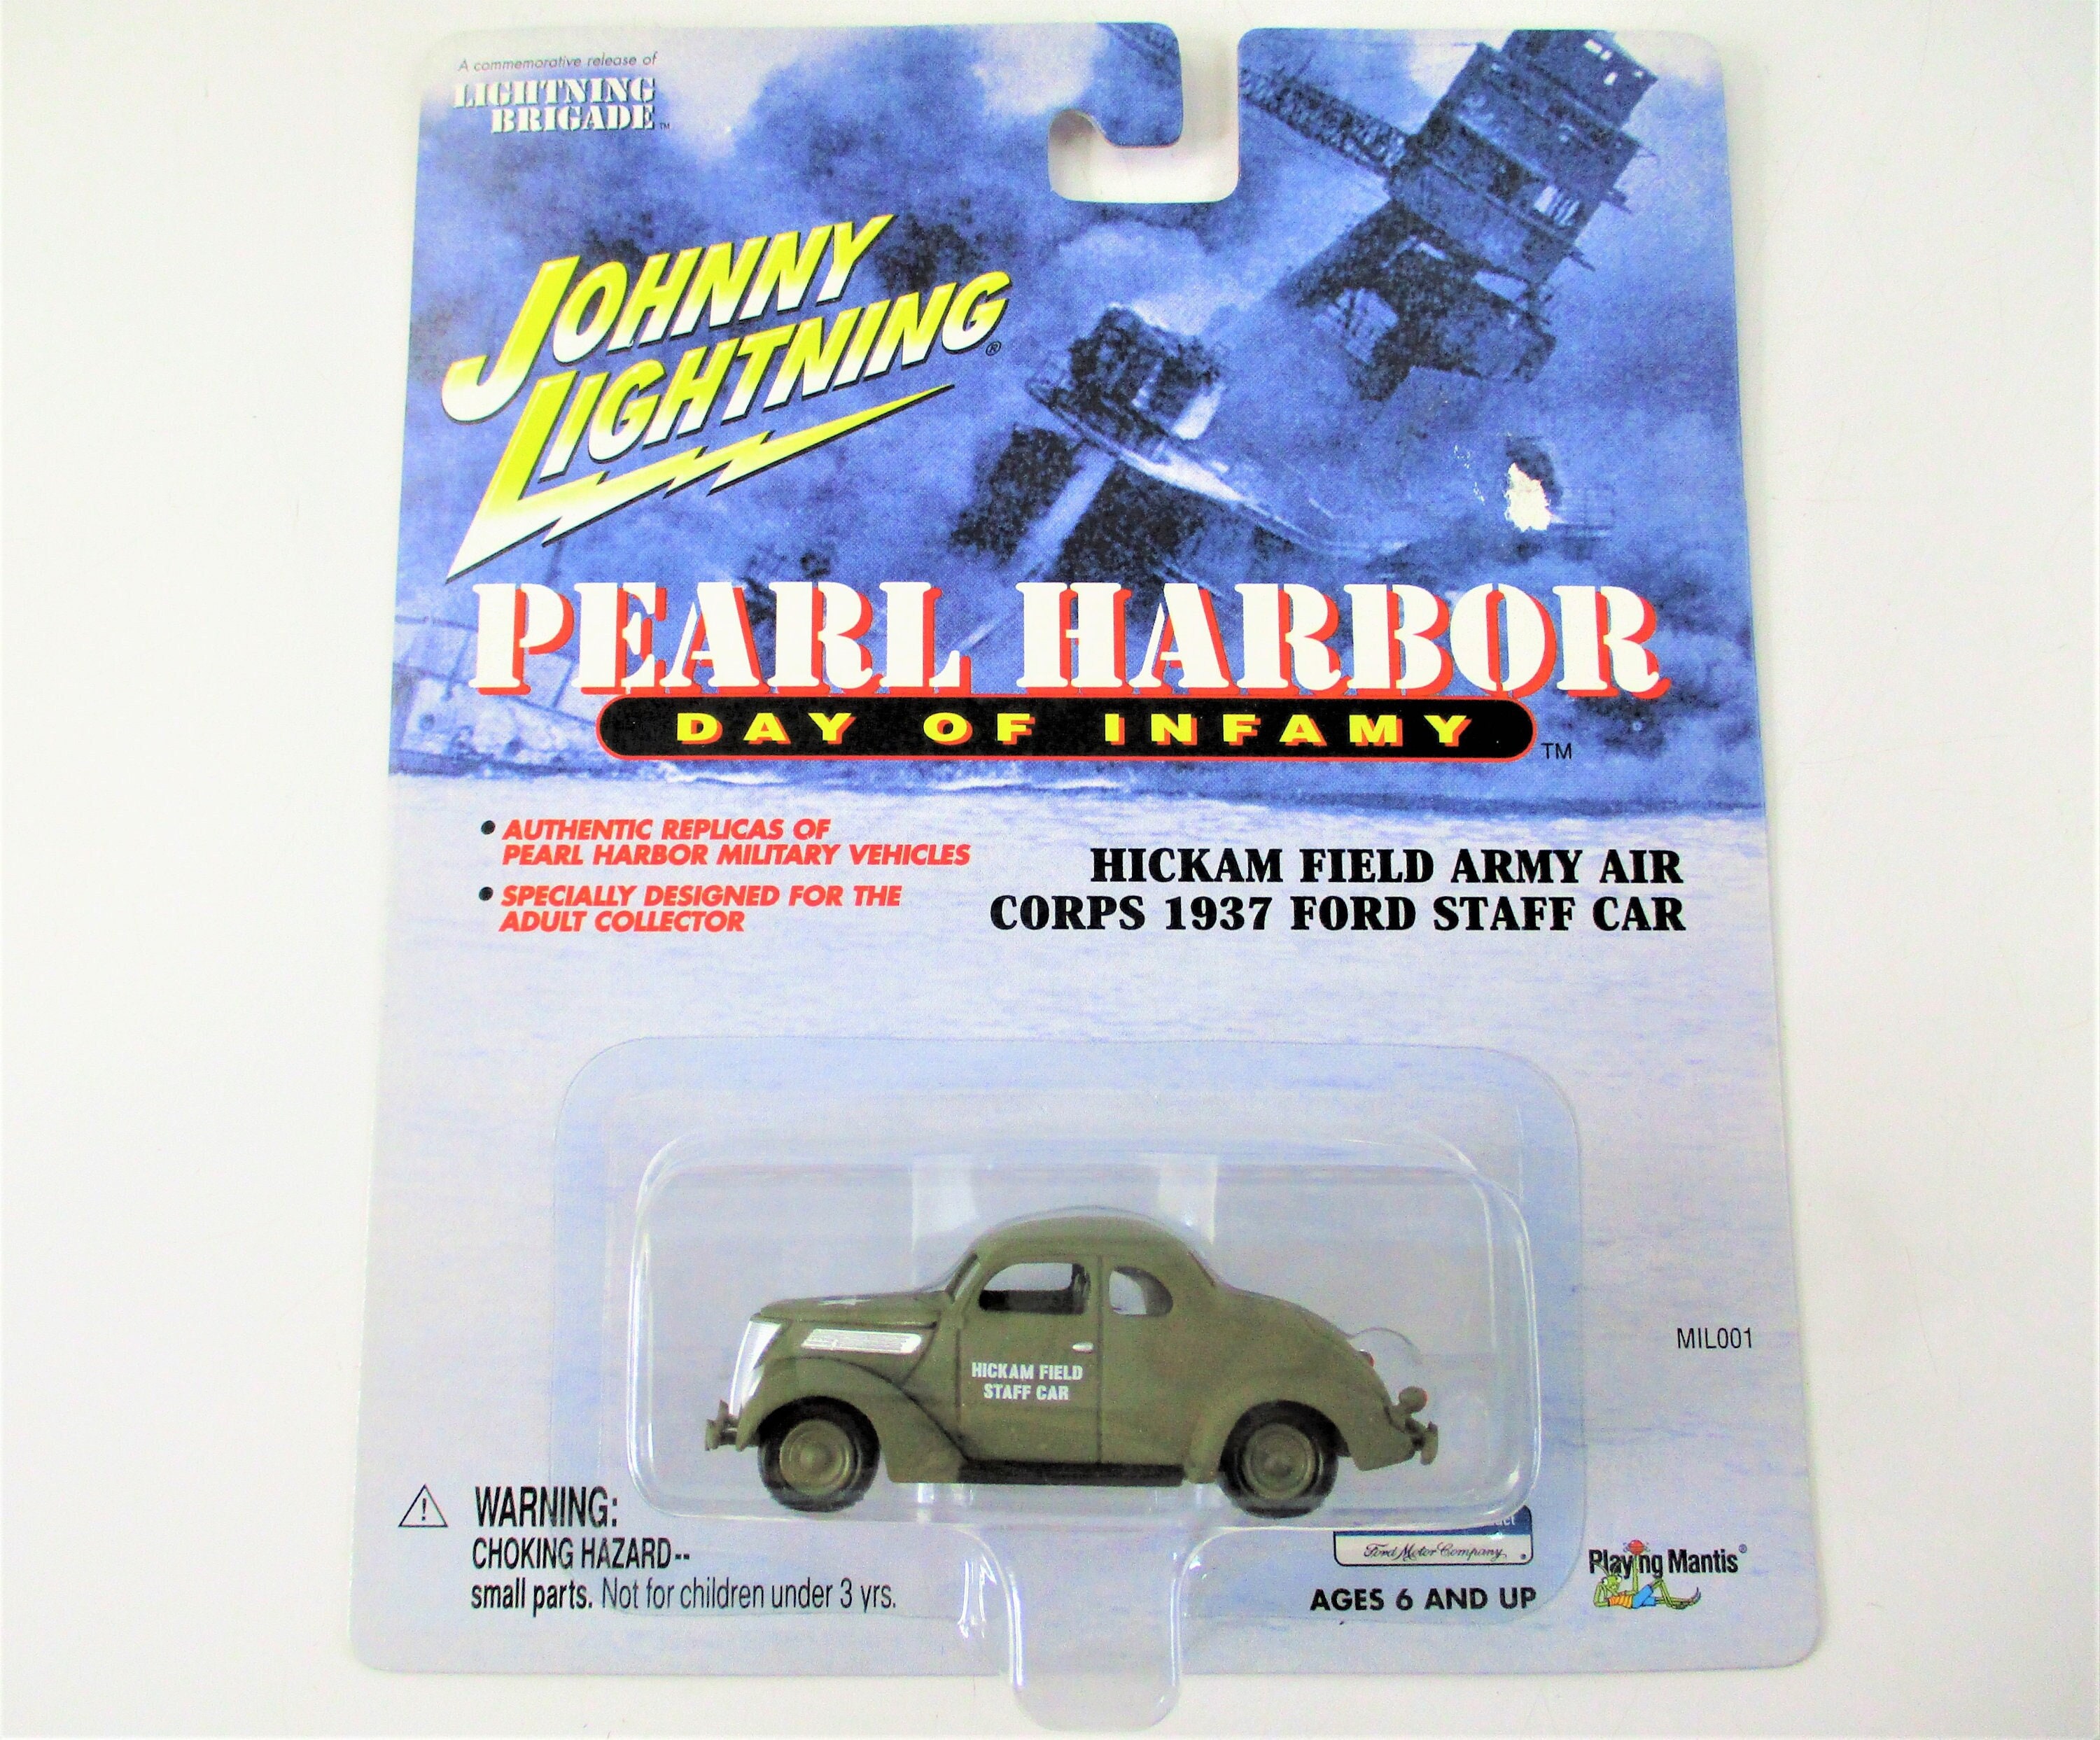 A commemorative release of
LIGHTNING
BRIGADE™
JOHNNY
LIGHTNING®
PEARL HARBOR
DAY OF INFAMY™
• AUTHENTIC REPLICAS OF
PEARL HARBOR MILITARY VEHICLES
• SPECIALLY DESIGNED FOR THE
ADULT COLLECTOR
HICKAM FIELD ARMY AIR
CORPS 1937 FORD STAFF CAR
HICKAM FIELD
STAFF CAR
MIL001
WARNING:
CHOKING HAZARD--
small parts. Not for children under 3 yrs.
Ford Motor Company
AGES 6 AND UP
Playing Mantis®